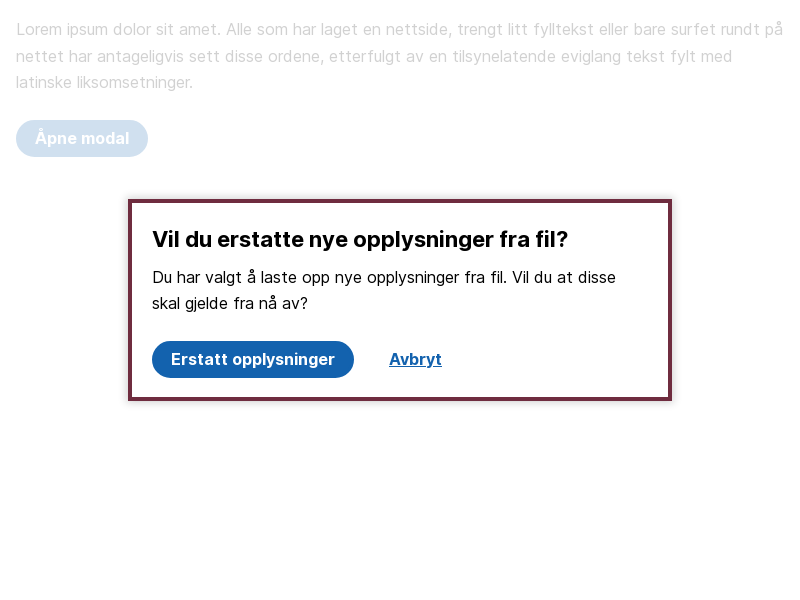 Lorem ipsum dolor sit amet. Alle som har laget en nettside, trengt litt fylltekst eller bare surfet rundt på
nettet har antageligvis sett disse ordene, etterfulgt av en tilsynelatende eviglang tekst fylt med
latinske liksomsetninger.
Åpne modal
Vil du erstatte nye opplysninger fra fil?
Du har valgt å laste opp nye opplysninger fra fil. Vil du at disse
skal gjelde fra nå av?
Erstatt opplysninger
Avbryt